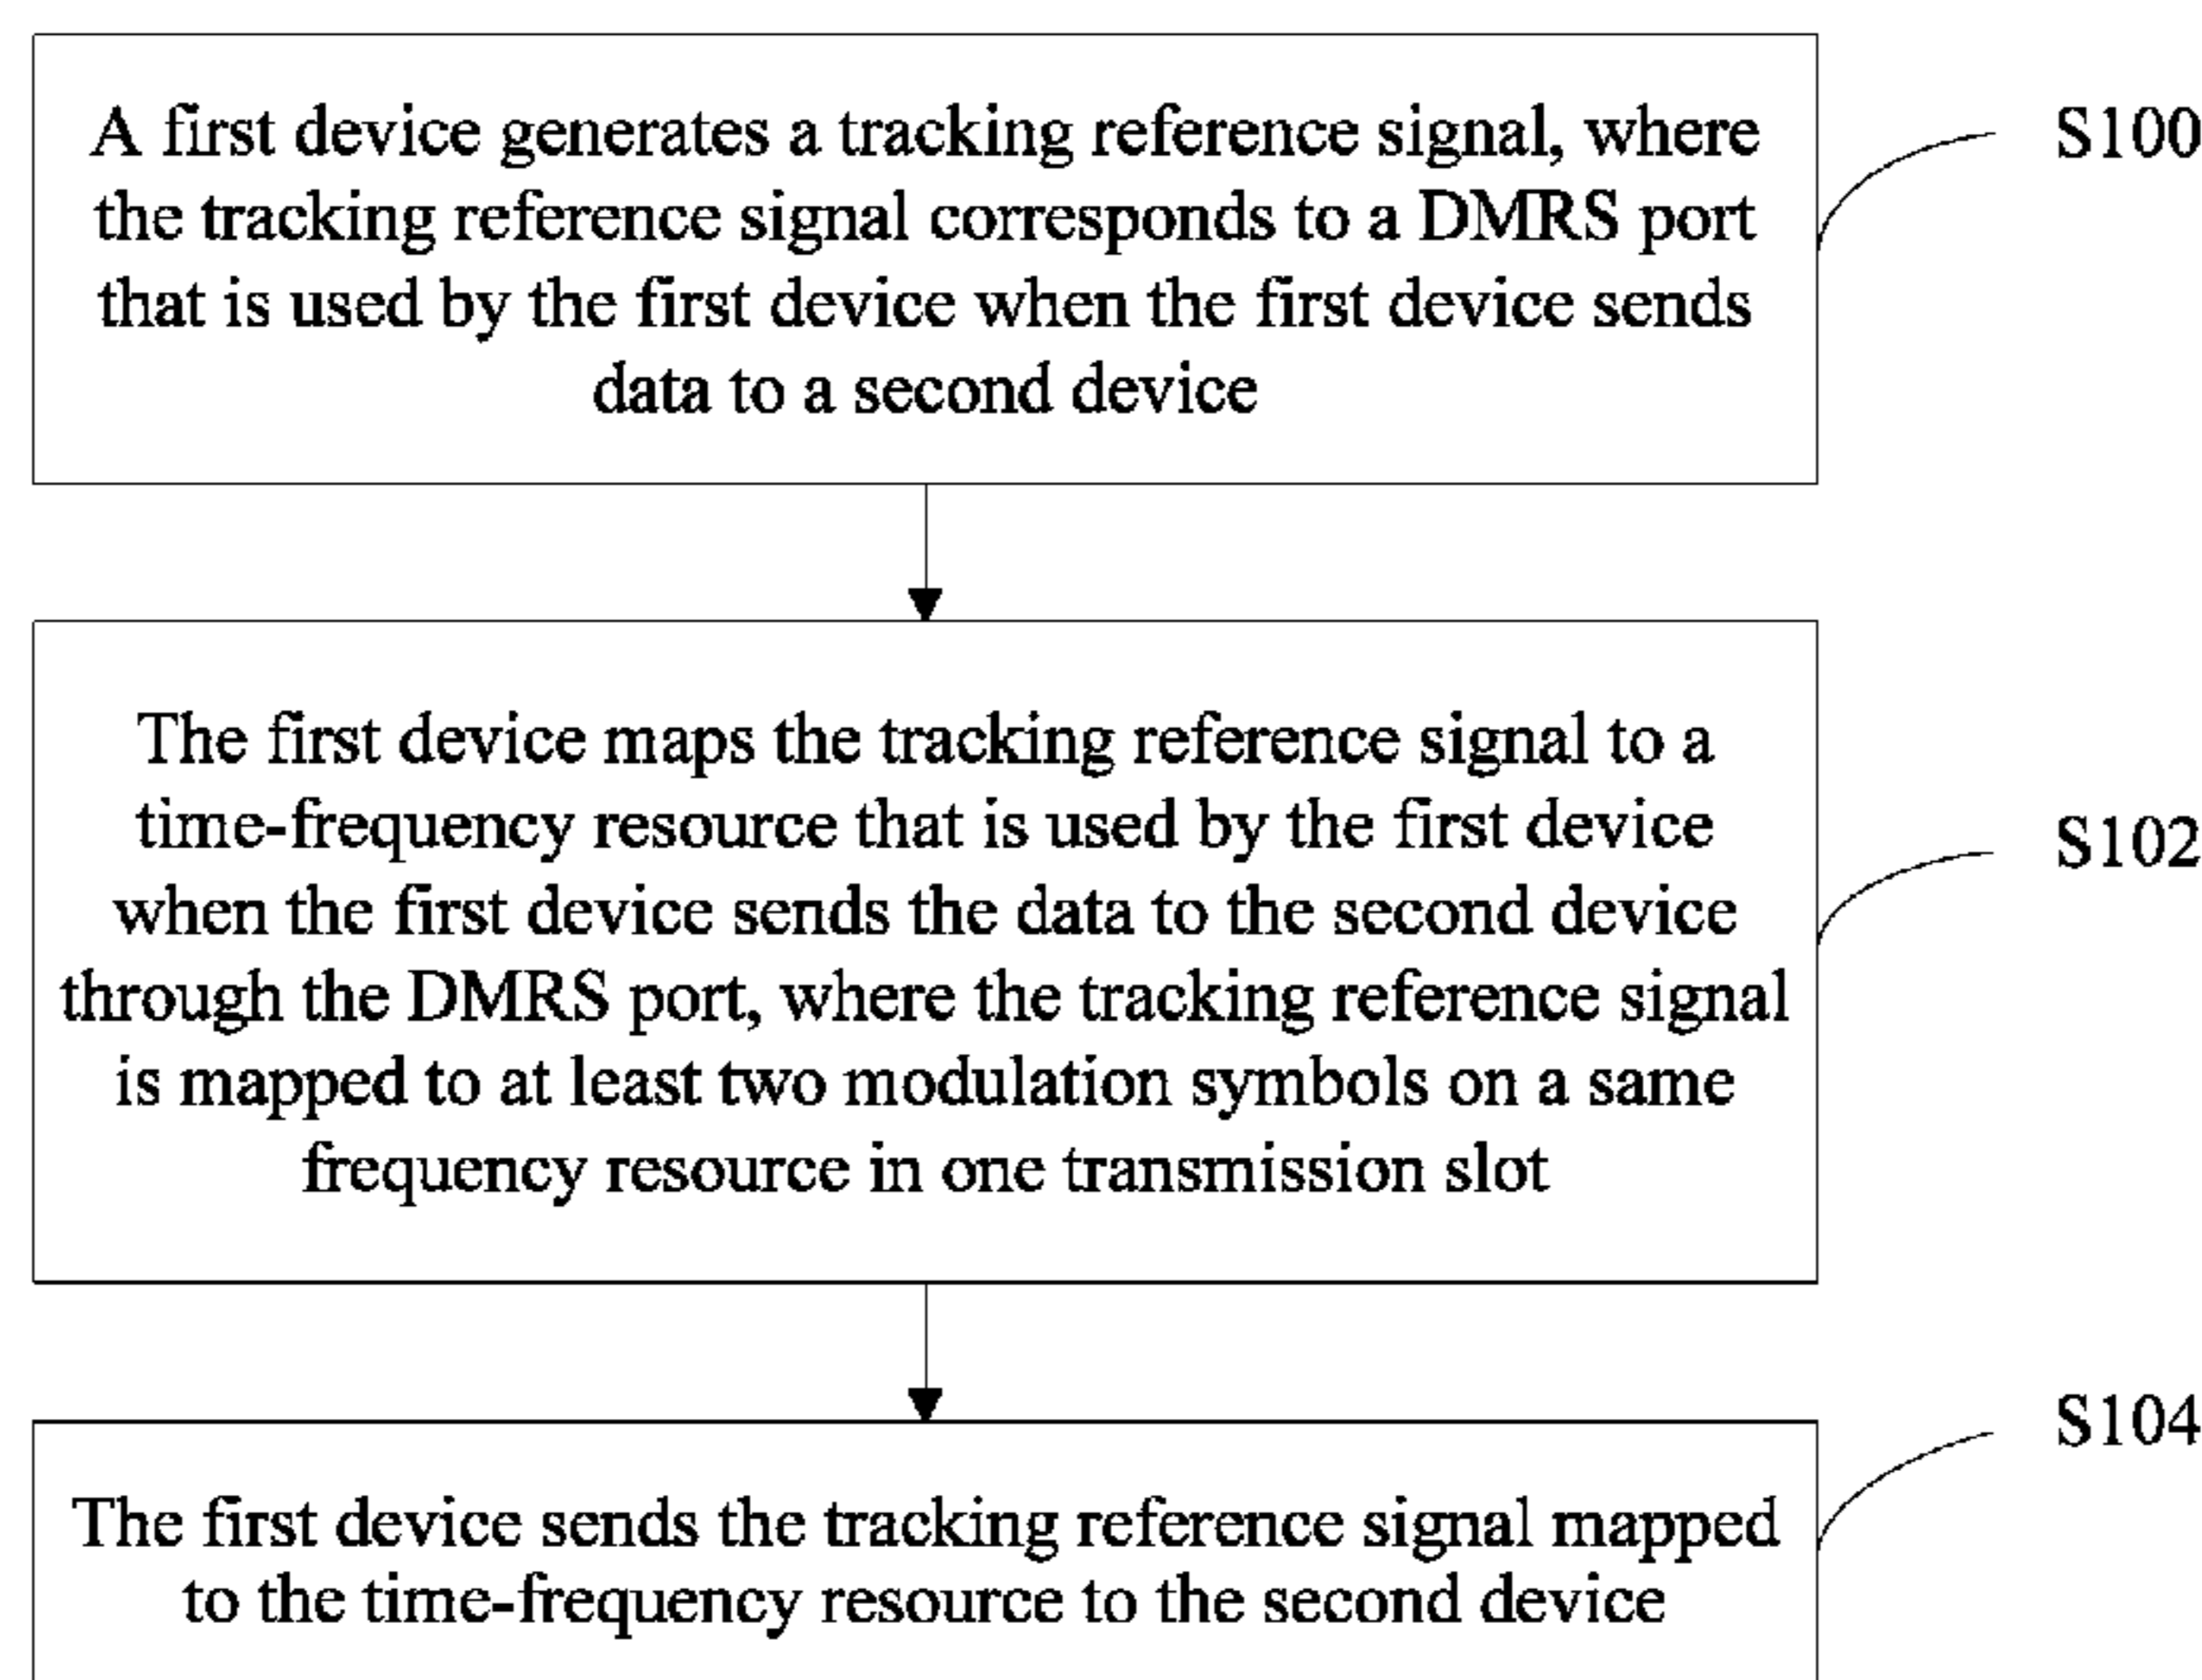 A first device generates a tracking reference signal, where
the tracking reference signal corresponds to a DMRS port
that is used by the first device when the first device sends
data to a second device
S100
The first device maps the tracking reference signal to a
time-frequency resource that is used by the first device
when the first device sends the data to the second device
through the DMRS port, where the tracking reference signal
is mapped to at least two modulation symbols on a same
frequency resource in one transmission slot
S102
The first device sends the tracking reference signal mapped
to the time-frequency resource to the second device
S104